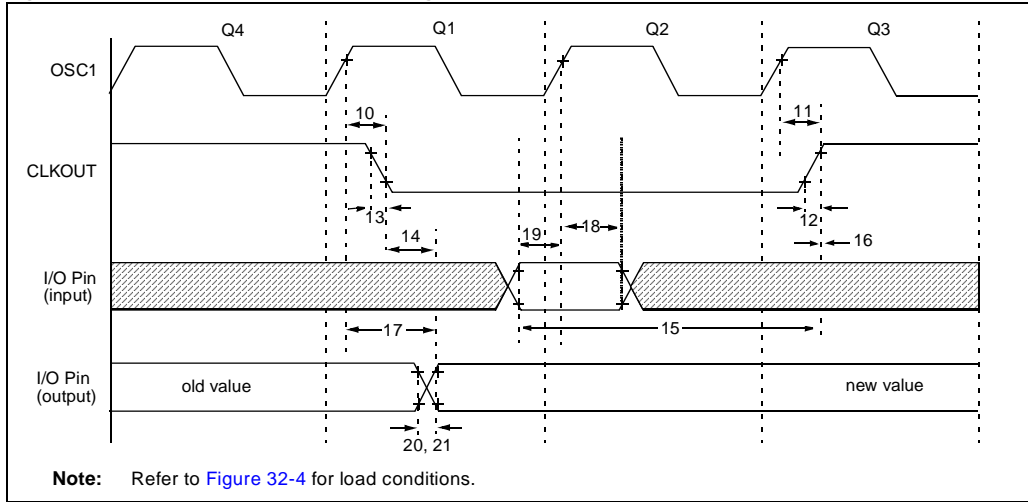 Q4
Q1
Q2
Q3
OSC1
10
11
CLKOUT
13
12
14
19
18
16
I/O Pin
(input)
17
15
I/O Pin
(output)
old value
new value
20, 21
Note: Refer to Figure 32-4 for load conditions.